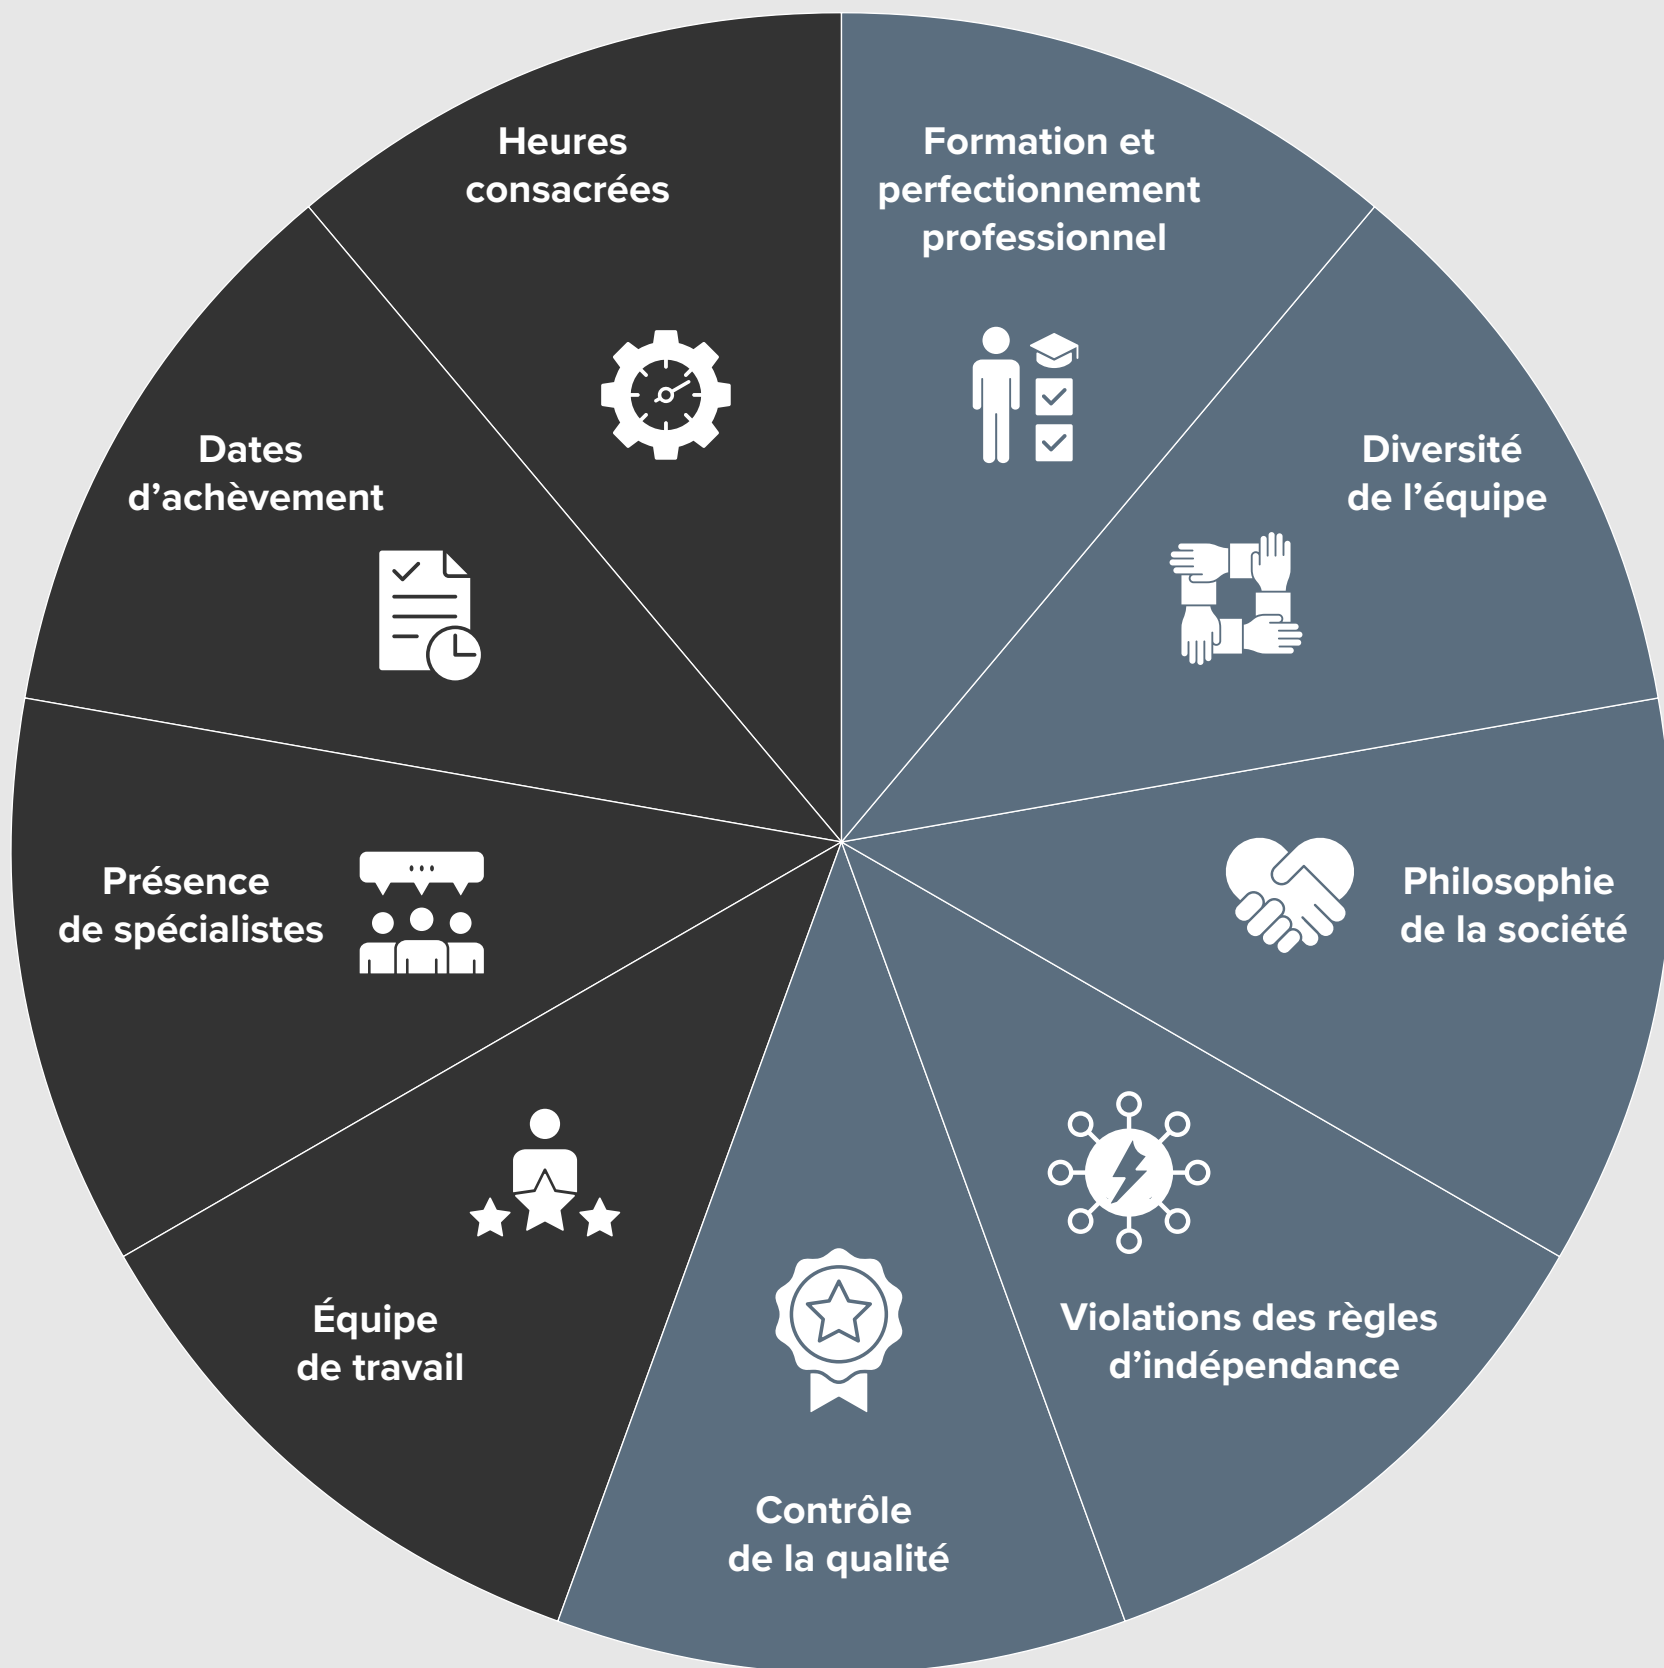 Heures
consacrées
Formation et
perfectionnement
professionnel
Dates
d’achèvement
Diversité
de l’équipe
Présence
de spécialistes
Philosophie
de la société
Équipe
de travail
Violations des règles
d’indépendance
Contrôle
de la qualité